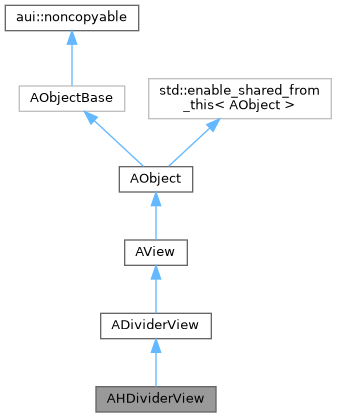 aui::noncopyable
AObjectBase
std::enable_shared_from
_this< AObject >
AObject
AView
ADividerView
AHDividerView